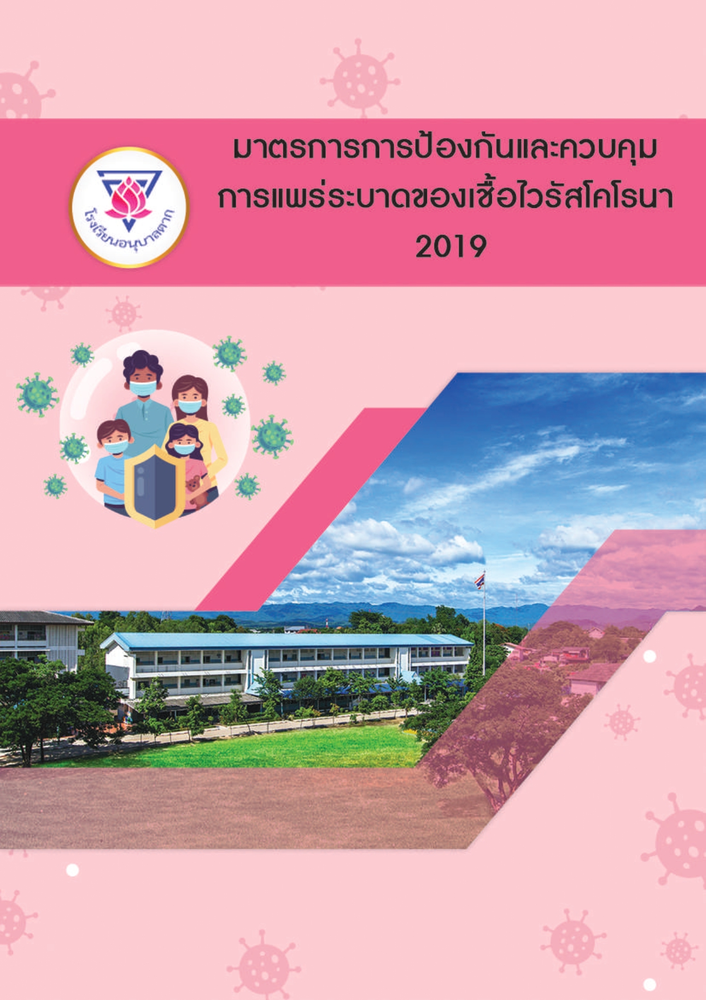 มาตรการการป้องกันและควบคุม
การแพร่ระบาดของเชื้อไวรัสโคโรนา
2019
โรงเรียนอนุบาลตาก